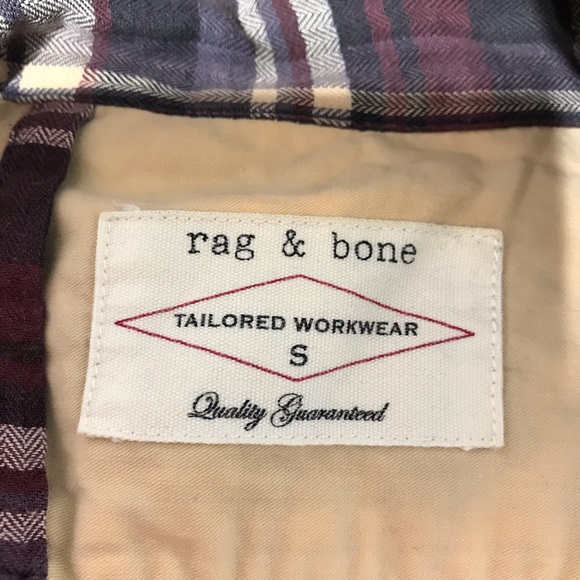 rag & bone
TAILORED WORKWEAR
S
Quality Guaranteed